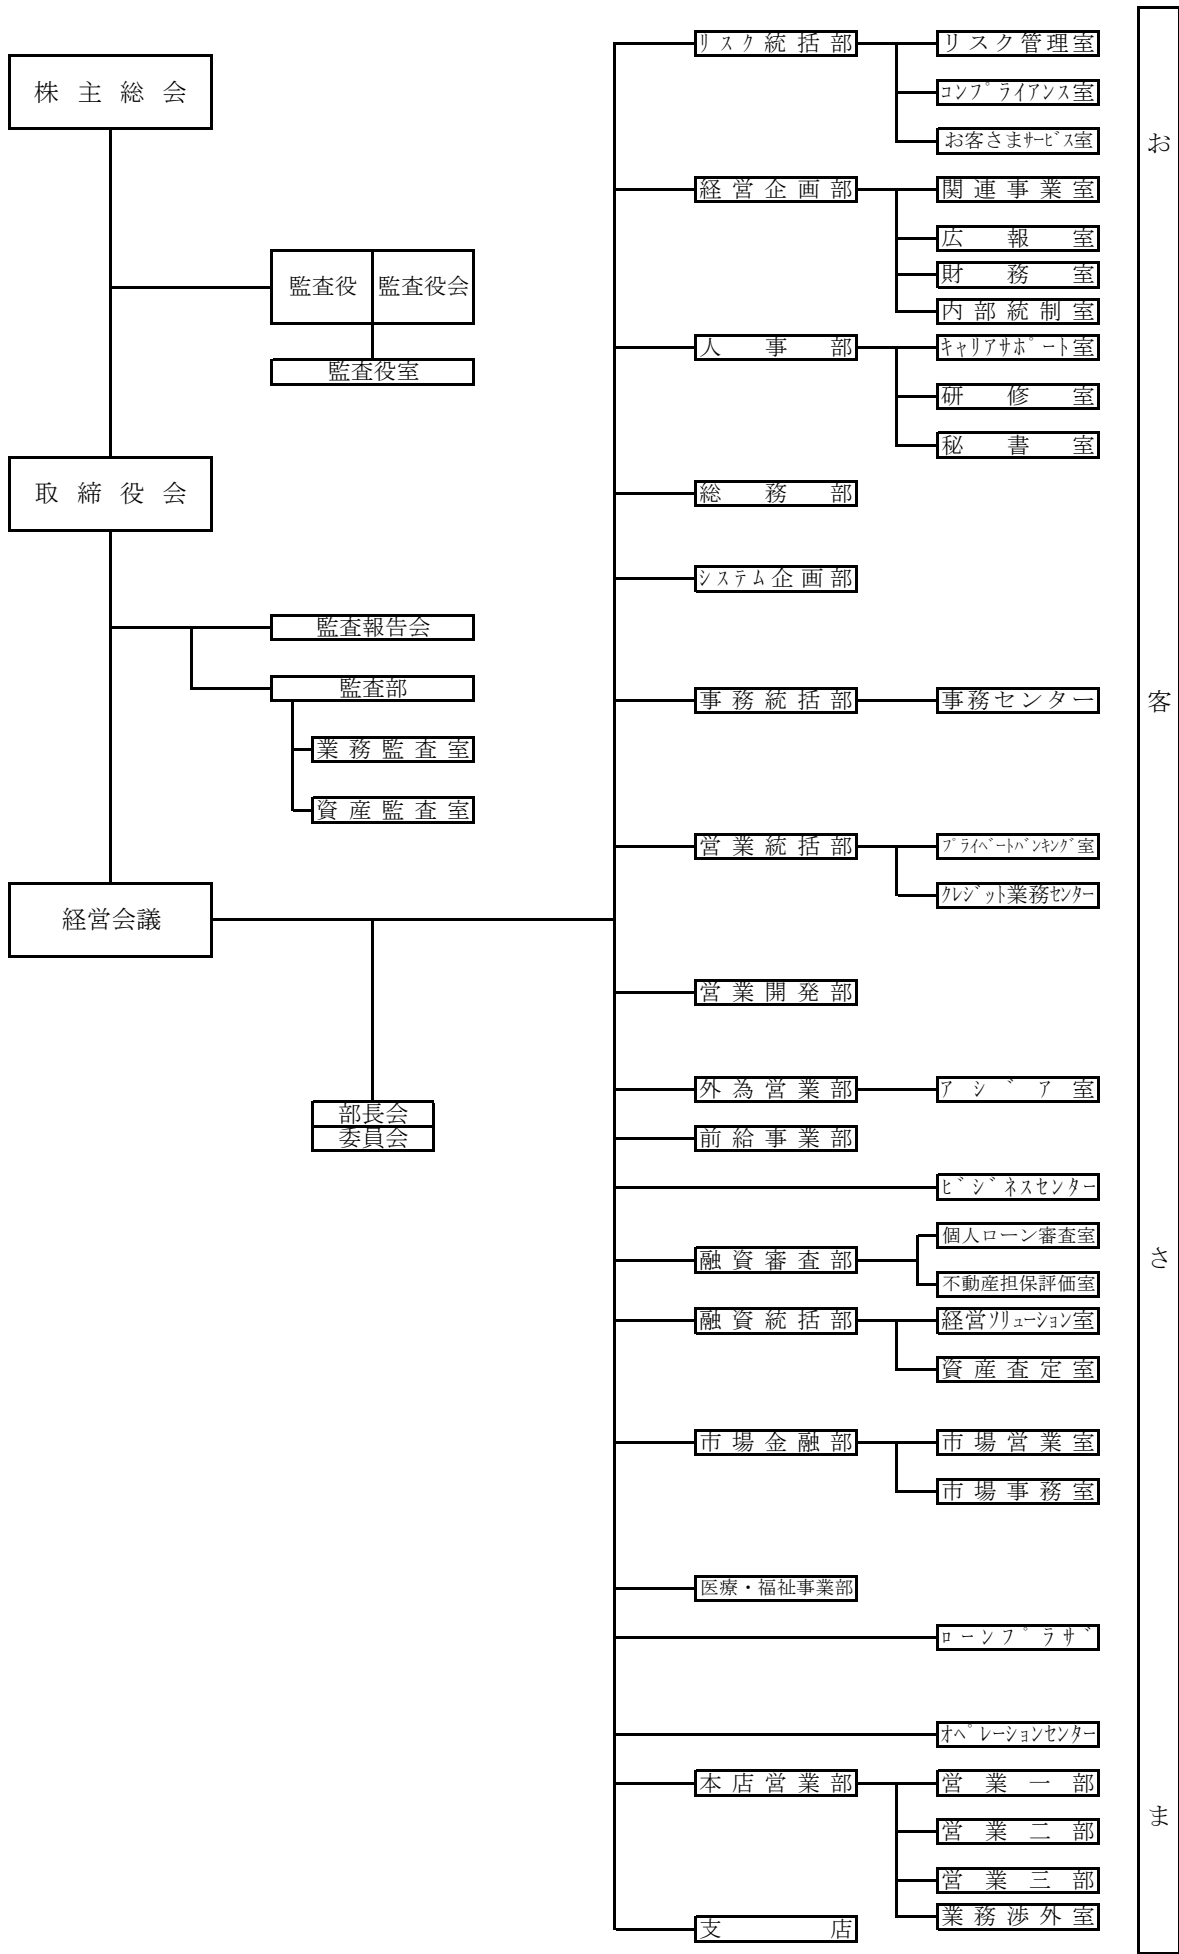 株主総会
監査役
監査役会
監査役室
取締役会
監査報告会
監査部
業務監査室
資産監査室
経営会議
部長会
委員会
リスク統括部
リスク管理室
コンプライアンス室
お客さまサービス室
経営企画部
関連事業室
広報室
財務室
内部統制室
人事部
キャリアサポート室
研修室
秘書室
総務部
システム企画部
事務統括部
事務センター
営業統括部
プライベートバンキング室
クレジット業務センター
営業開発部
外為営業部
アジア室
前給事業部
ビジネスセンター
融資審査部
個人ローン審査室
不動産担保評価室
融資統括部
経営ソリューション室
資産査定室
市場金融部
市場営業室
市場事務室
医療・福祉事業部
ローンプラザ
オペレーションセンター
本店営業部
営業一部
営業二部
営業三部
業務渉外室
支店
お客さま